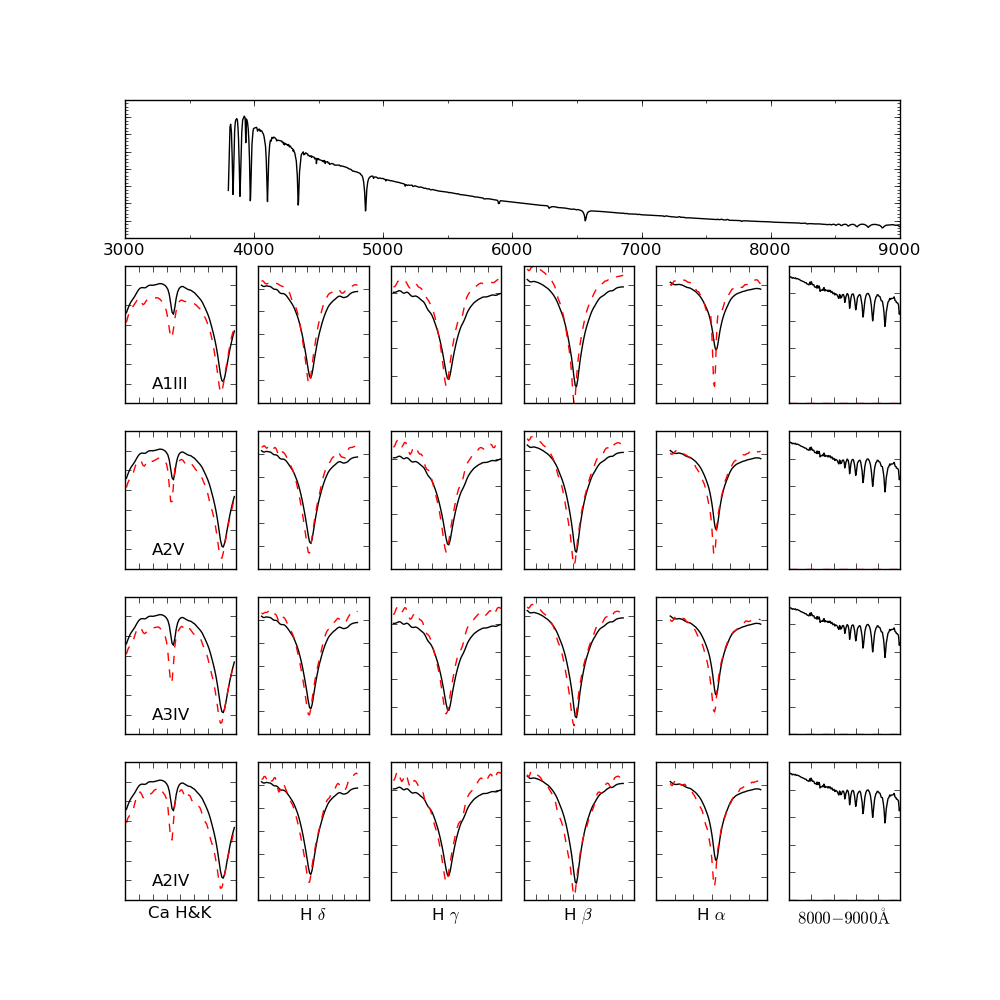 3000 4000 5000 6000 7000 8000 9000
A1III
A2V
A3IV
A2IV
Ca H&K H δ H γ H β H α 8000−9000Å